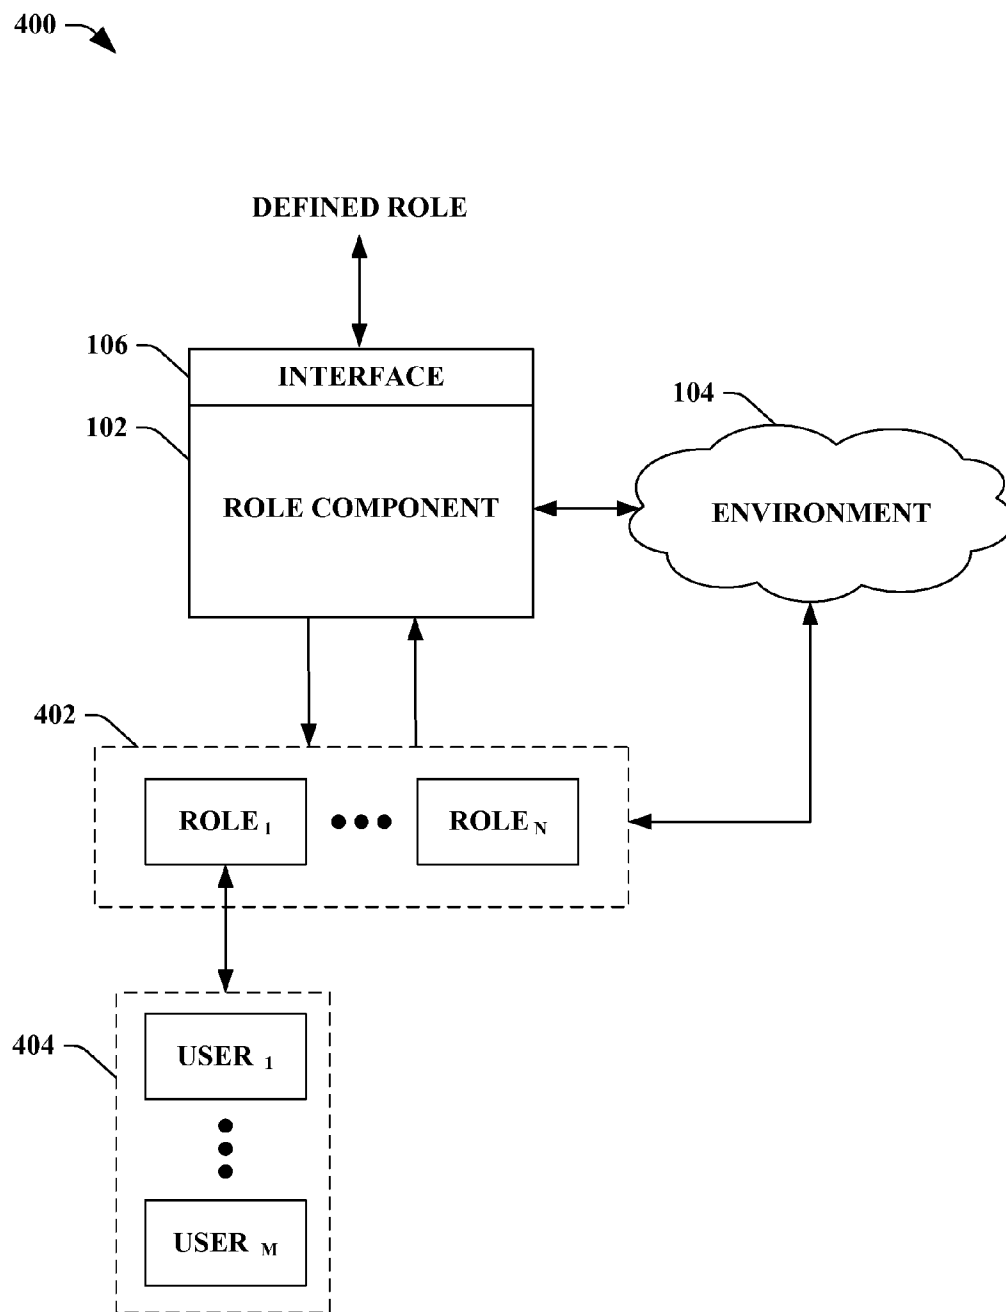 400
DEFINED ROLE
106
INTERFACE
102
ROLE COMPONENT
104
ENVIRONMENT
402
ROLE 1
ROLE N
404
USER 1
USER M